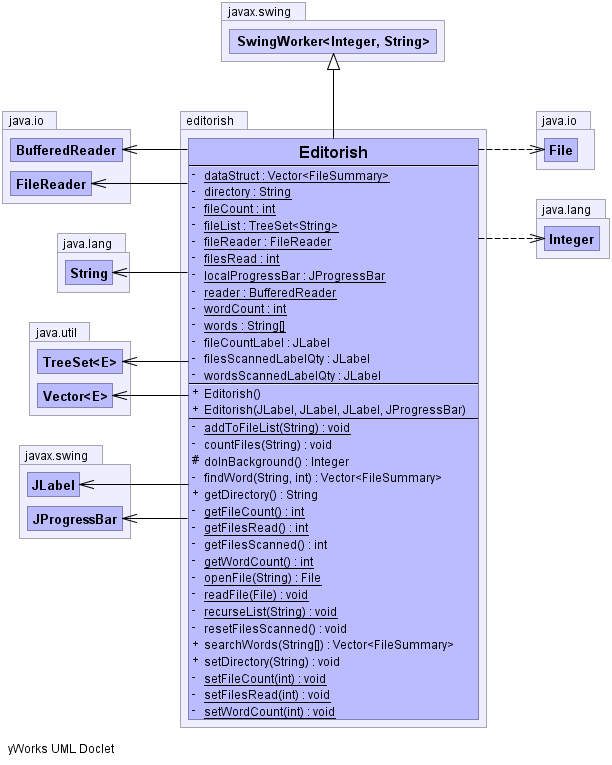 javax.swing
SwingWorker<Integer, String>
java.io
BufferedReader
FileReader
java.lang
String
java.util
TreeSet<E>
Vector<E>
javax.swing
JLabel
JProgressBar
editorish
Editorish
- dataStruct : Vector<FileSummary>
- directory : String
- fileCount : int
- fileList : TreeSet<String>
- fileReader : FileReader
- filesRead : int
- localProgressBar : JProgressBar
- reader : BufferedReader
- wordCount : int
- words : String[]
- fileCountLabel : JLabel
- filesScannedLabelQty : JLabel
- wordsScannedLabelQty : JLabel
+ Editorish()
+ Editorish(JLabel, JLabel, JLabel, JProgressBar)
- addToFileList(String) : void
- countFiles(String) : void
# doInBackground() : Integer
- findWord(String, int) : Vector<FileSummary>
+ getDirectory() : String
- getFileCount() : int
- getFilesRead() : int
- getFilesScanned() : int
- getWordCount() : int
- openFile(String) : File
- readFile(File) : void
- recurseList(String) : void
- resetFilesScanned() : void
+ searchWords(String[]) : Vector<FileSummary>
+ setDirectory(String) : void
- setFileCount(int) : void
- setFilesRead(int) : void
- setWordCount(int) : void
java.io
File
java.lang
Integer
yWorks UML Doclet